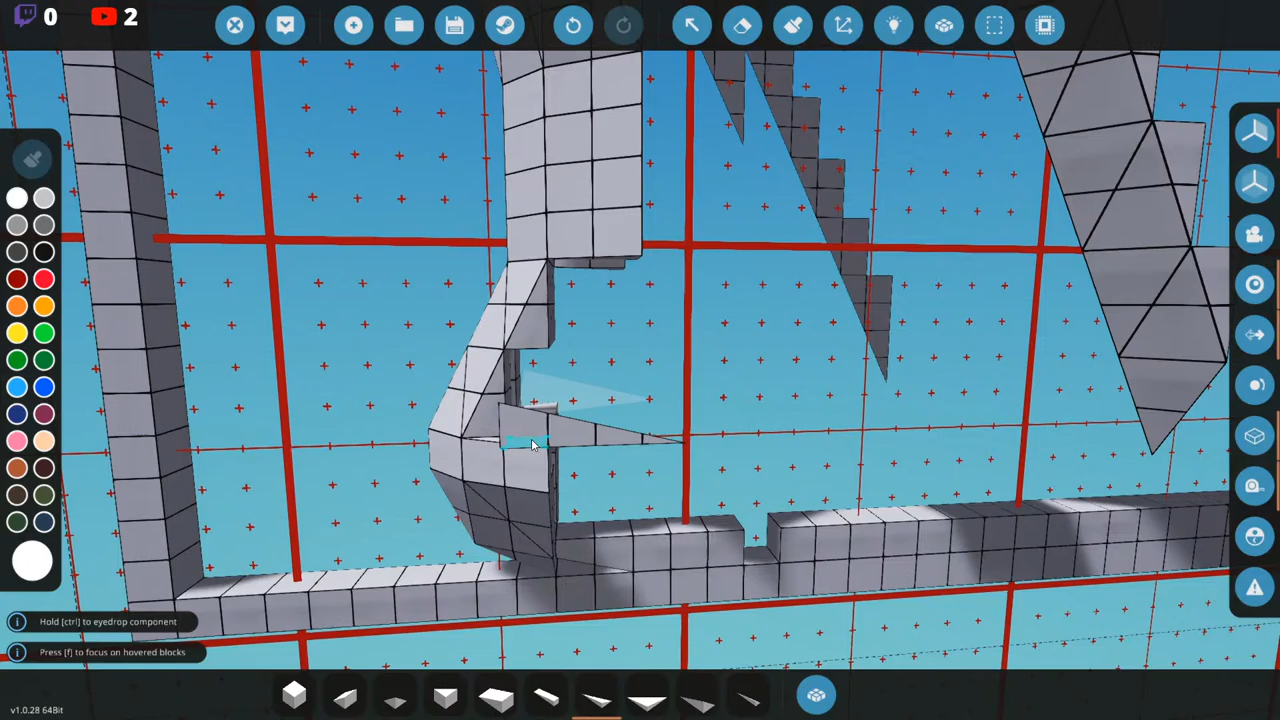 0
2
Hold [ctrl] to eyedrop component
Press [f] to focus on hovered blocks
v1.0.28 64Bit